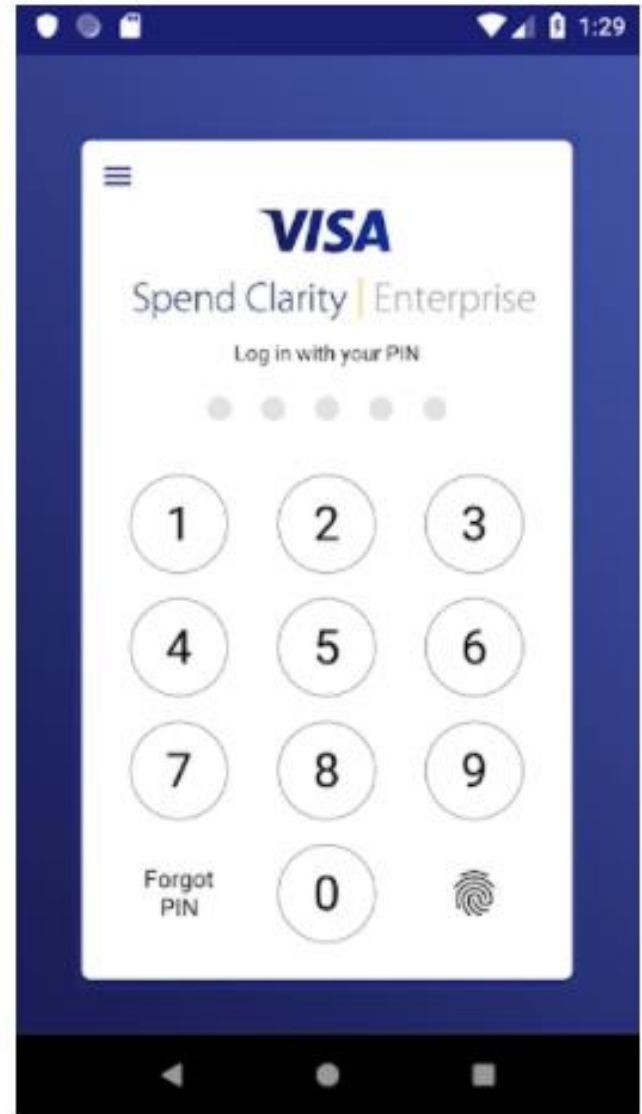 1:29
VISA
Spend Clarity | Enterprise
Log in with your PIN
1 2 3
4 5 6
7 8 9
Forgot
PIN
0